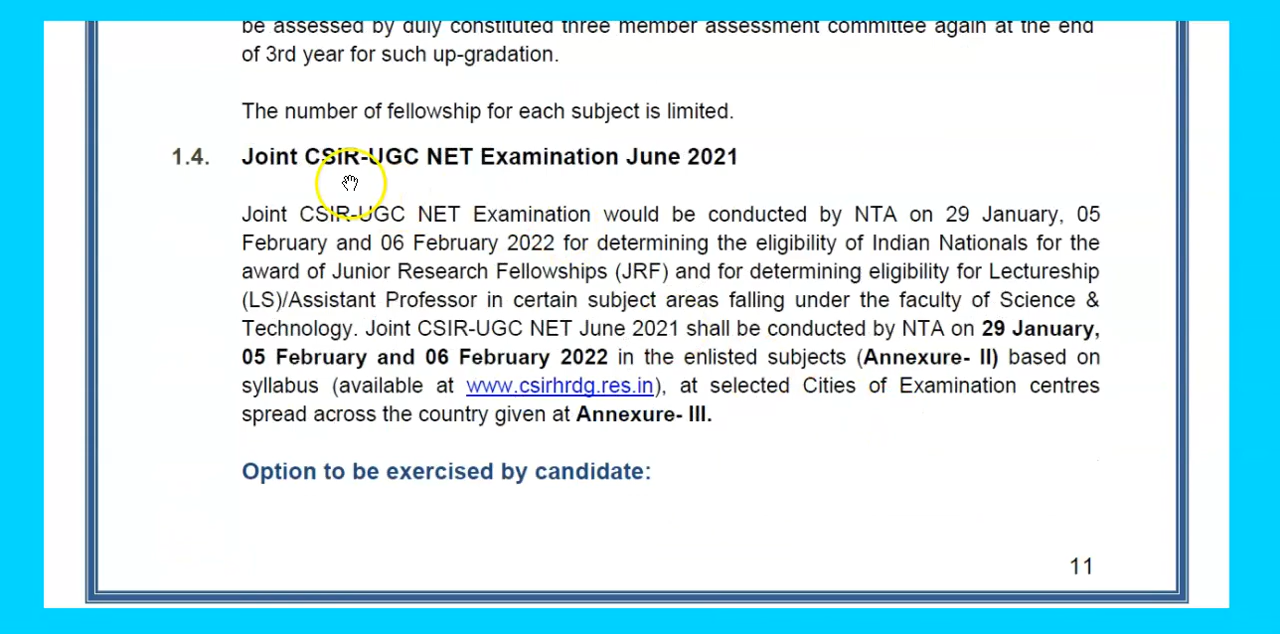 be assessed by duly constituted three member assessment committee again at the end
of 3rd year for such up-gradation.
The number of fellowship for each subject is limited.
1.4. Joint CSIR-UGC NET Examination June 2021
Joint CSIR-UGC NET Examination would be conducted by NTA on 29 January, 05
February and 06 February 2022 for determining the eligibility of Indian Nationals for the
award of Junior Research Fellowships (JRF) and for determining eligibility for Lectureship
(LS)/Assistant Professor in certain subject areas falling under the faculty of Science &
Technology. Joint CSIR-UGC NET June 2021 shall be conducted by NTA on 29 January,
05 February and 06 February 2022 in the enlisted subjects (Annexure- II) based on
syllabus (available at www.csirhrdg.res.in), at selected Cities of Examination centres
spread across the country given at Annexure- III.
Option to be exercised by candidate:
11